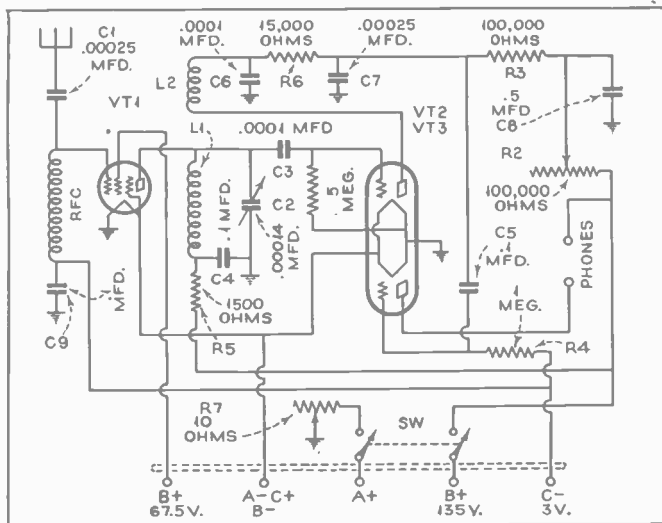 C1
.00025
MFD.
.0001
MFD.
15,000
OHMS
.00025
MFD.
100,000
OHMS
L2
C6
R6
C7
R3
VT1
.0001 MFD
VT2
VT3
.5
MFD
C8
L1
C3
R2
RFC
.1 MFD.
C2
.00014
MFD.
.5
MEG.
100,000
OHMS
C5
.1
MFD.
PHONES
C4
.1
MFD.
1500
OHMS
1
MEG.
C9
R5
R4
R7
10
OHMS
SW
B+
67.5V.
A-C+
B-
A+
B+
135V.
C-
3V.